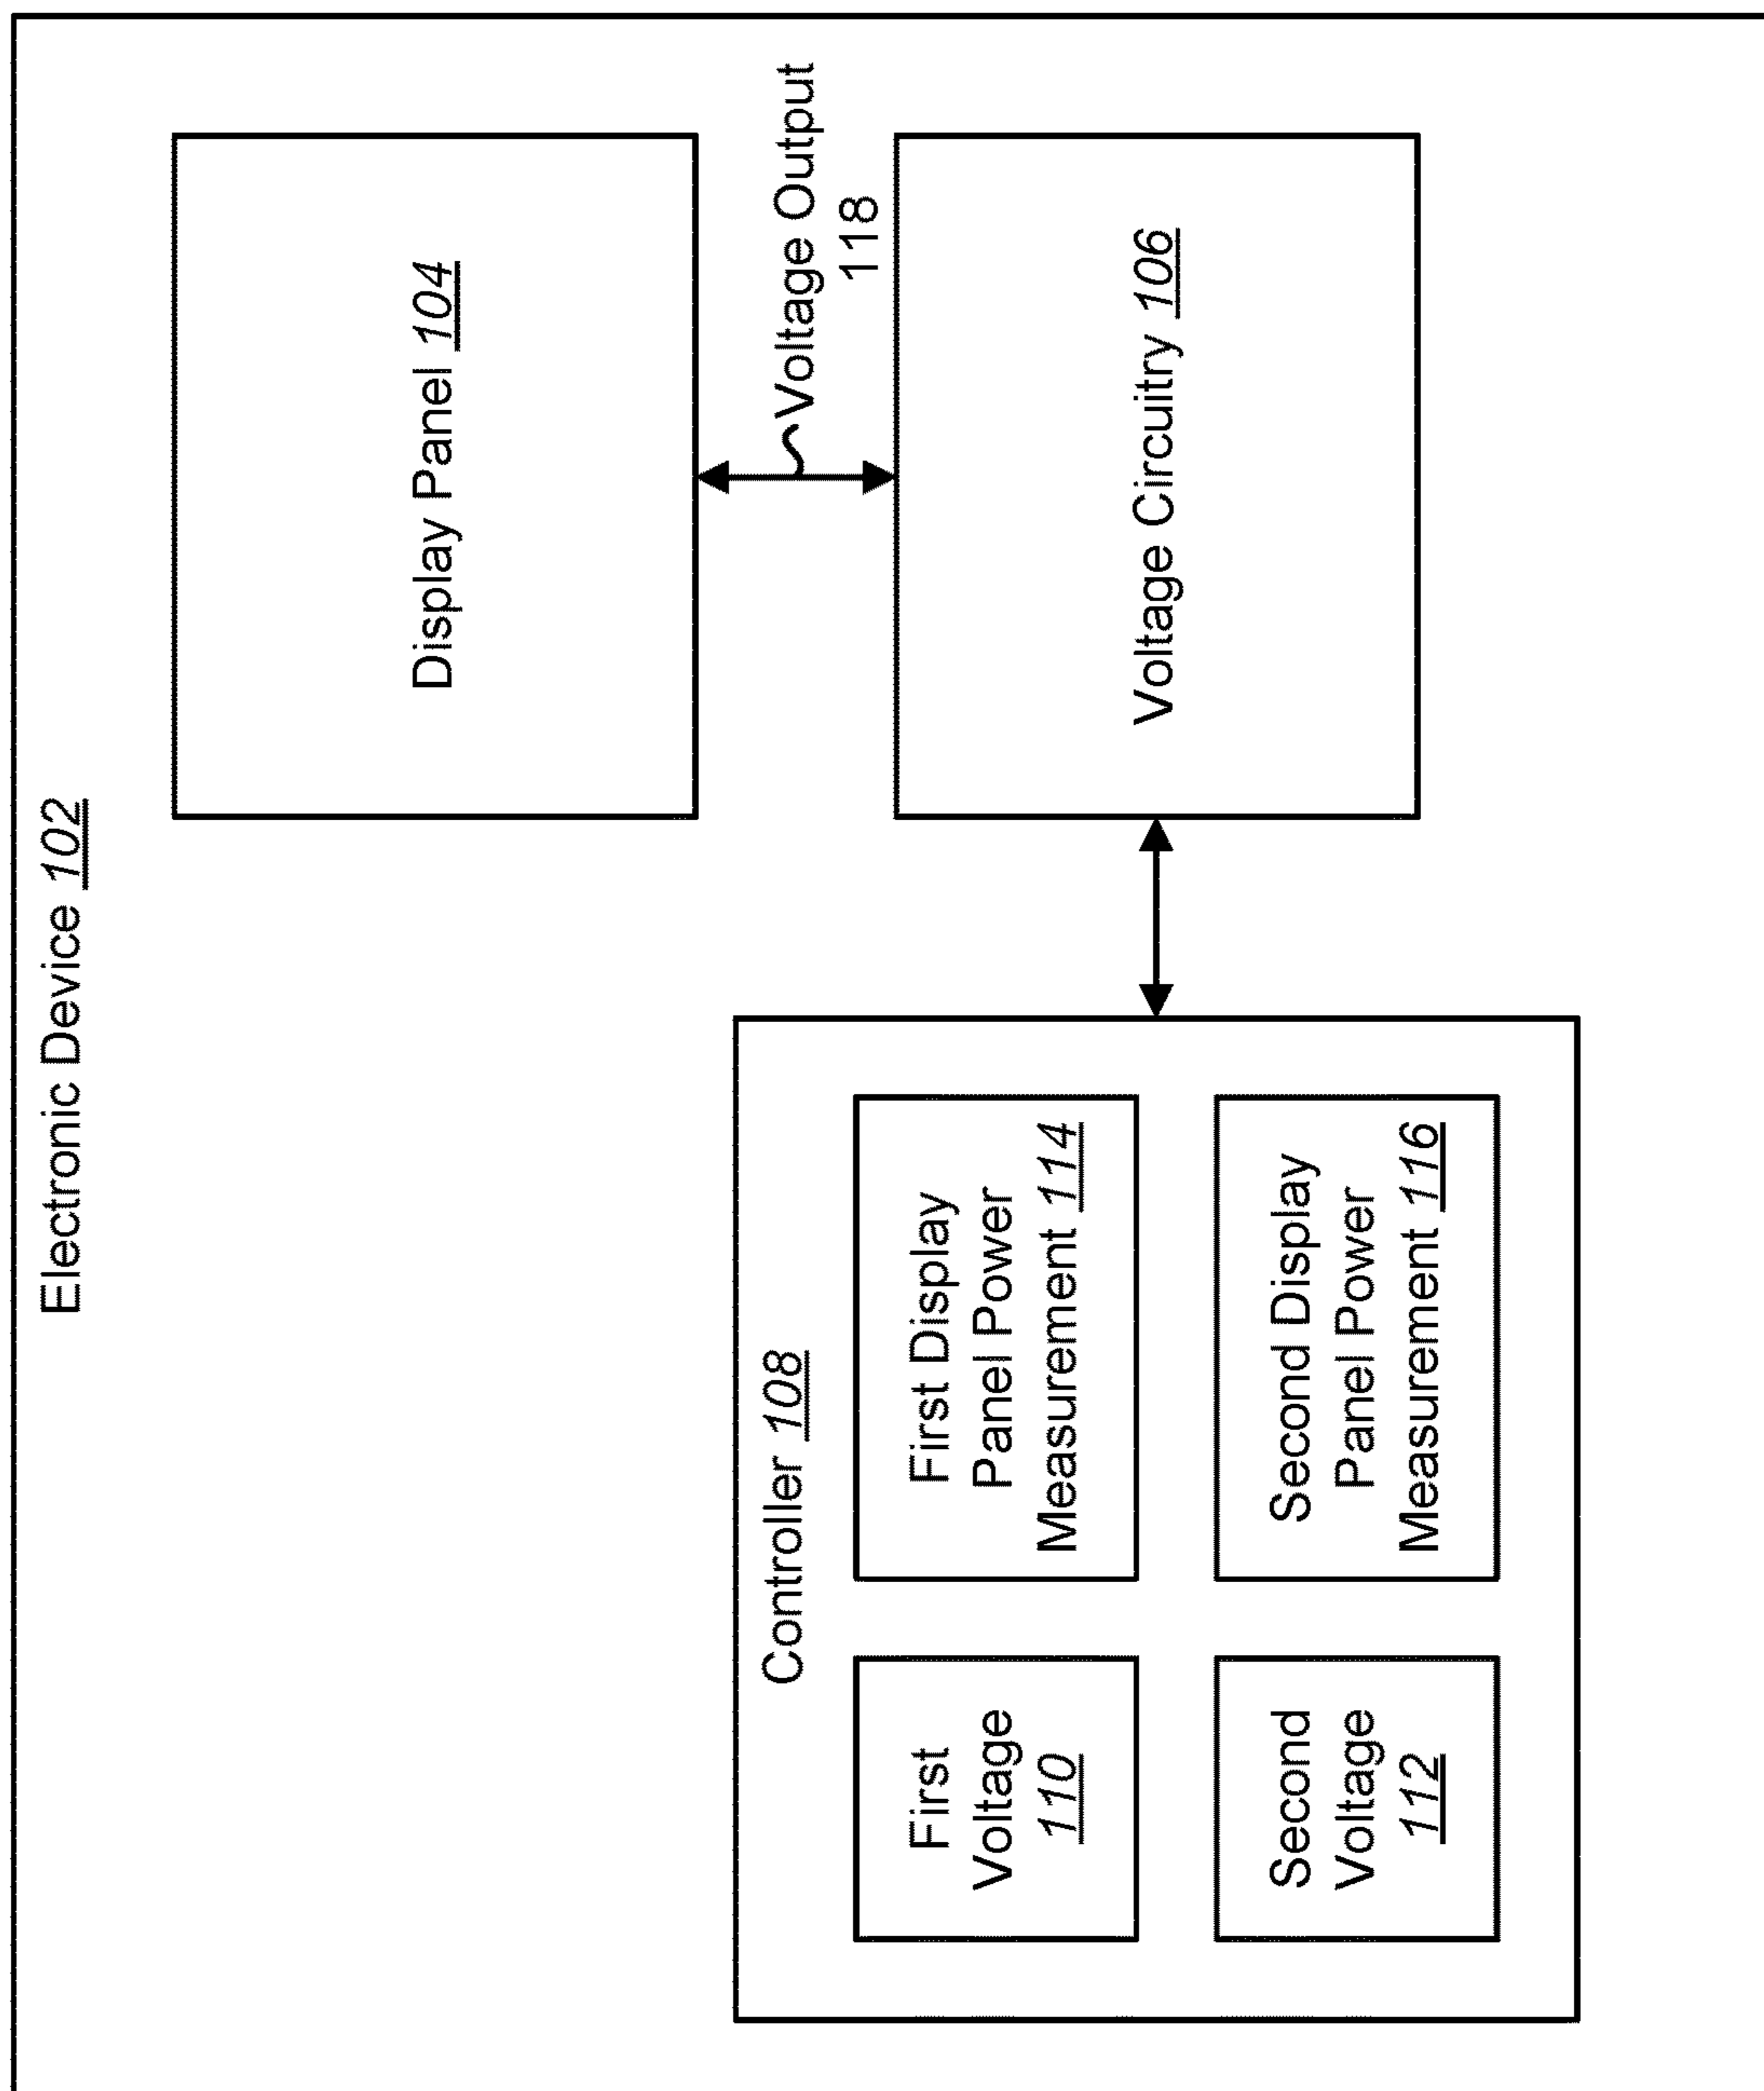 Electronic Device 102
Display Panel 104
Voltage Output
118
Voltage Circuitry 106
Controller 108
First
Voltage
110
First Display
Panel Power
Measurement 114
Second
Voltage
112
Second Display
Panel Power
Measurement 116